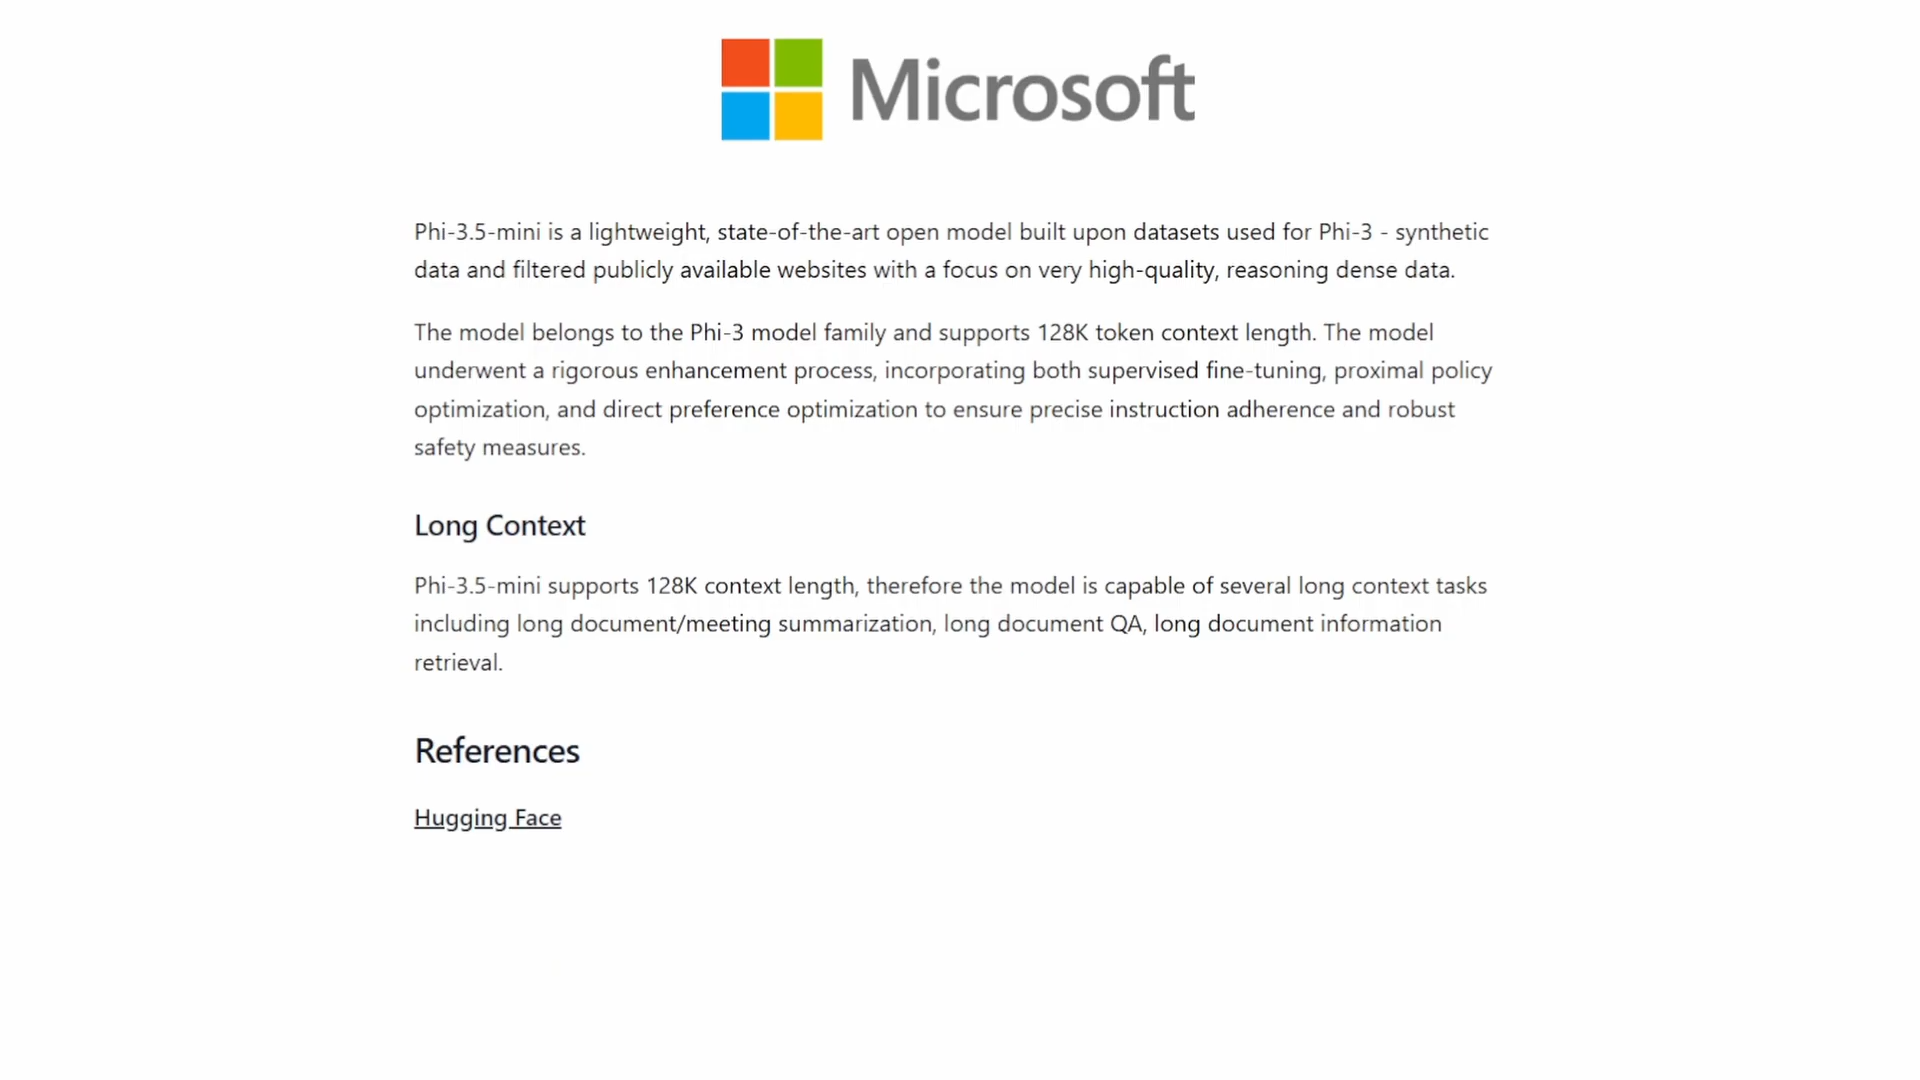 Microsoft
Phi-3.5-mini is a lightweight, state-of-the-art open model built upon datasets used for Phi-3 - synthetic
data and filtered publicly available websites with a focus on very high-quality, reasoning dense data.
The model belongs to the Phi-3 model family and supports 128K token context length. The model
underwent a rigorous enhancement process, incorporating both supervised fine-tuning, proximal policy
optimization, and direct preference optimization to ensure precise instruction adherence and robust
safety measures.
Long Context
Phi-3.5-mini supports 128K context length, therefore the model is capable of several long context tasks
including long document/meeting summarization, long document QA, long document information
retrieval.
References
Hugging Face